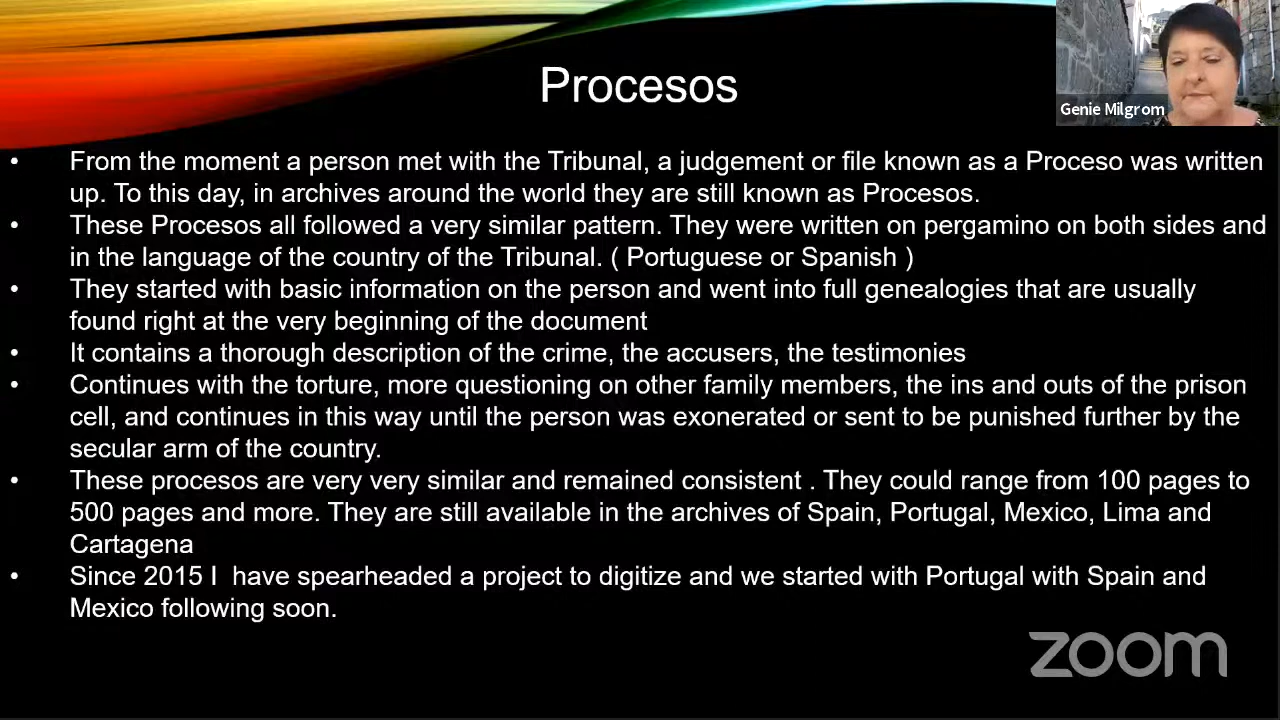 Procesos
Genie Milgrom
• From the moment a person met with the Tribunal, a judgement or file known as a Proceso was written
up. To this day, in archives around the world they are still known as Procesos.
• These Procesos all followed a very similar pattern. They were written on pergamino on both sides and
in the language of the country of the Tribunal. ( Portuguese or Spanish )
• They started with basic information on the person and went into full genealogies that are usually
found right at the very beginning of the document
• It contains a thorough description of the crime, the accusers, the testimonies
• Continues with the torture, more questioning on other family members, the ins and outs of the prison
cell, and continues in this way until the person was exonerated or sent to be punished further by the
secular arm of the country.
• These procesos are very very similar and remained consistent . They could range from 100 pages to
500 pages and more. They are still available in the archives of Spain, Portugal, Mexico, Lima and
Cartagena
• Since 2015 I  have spearheaded a project to digitize and we started with Portugal with Spain and
Mexico following soon.
zoom